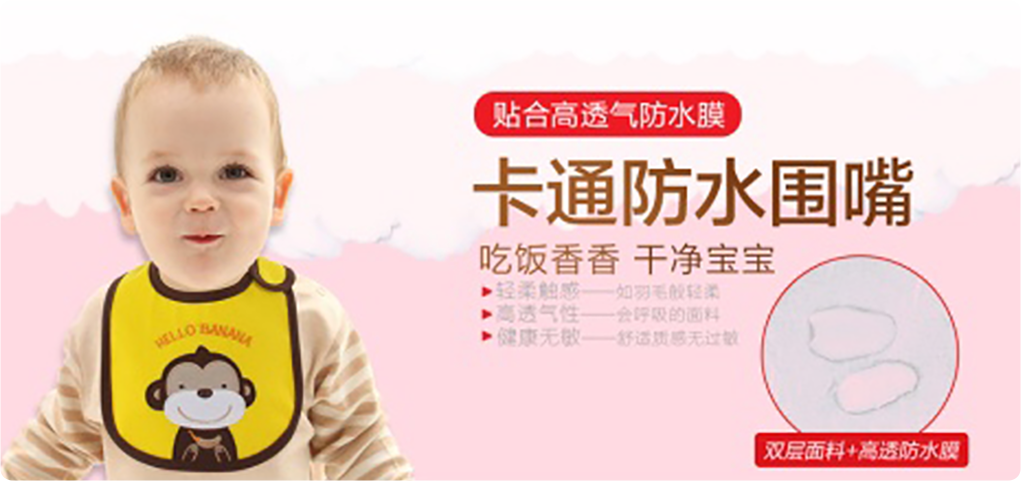 贴合高透气防水膜
卡通防水围嘴
吃饭香香 干净宝宝
▶轻柔触感——如羽毛般轻柔
▶高透气性——会呼吸的面料
▶健康无敏——舒适质感无过敏
HELLO BANANA
双层面料+高透防水膜